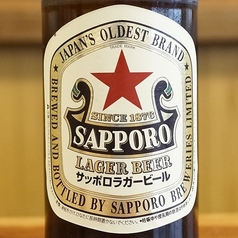 JAPAN'S OLDEST BRAND
TRADE MARK
SINCE 1876
SAPPORO
LAGER BEER
サッポロラガービール
BREWED AND BOTTLED BY SAPPORO BREWERIES LIMITED